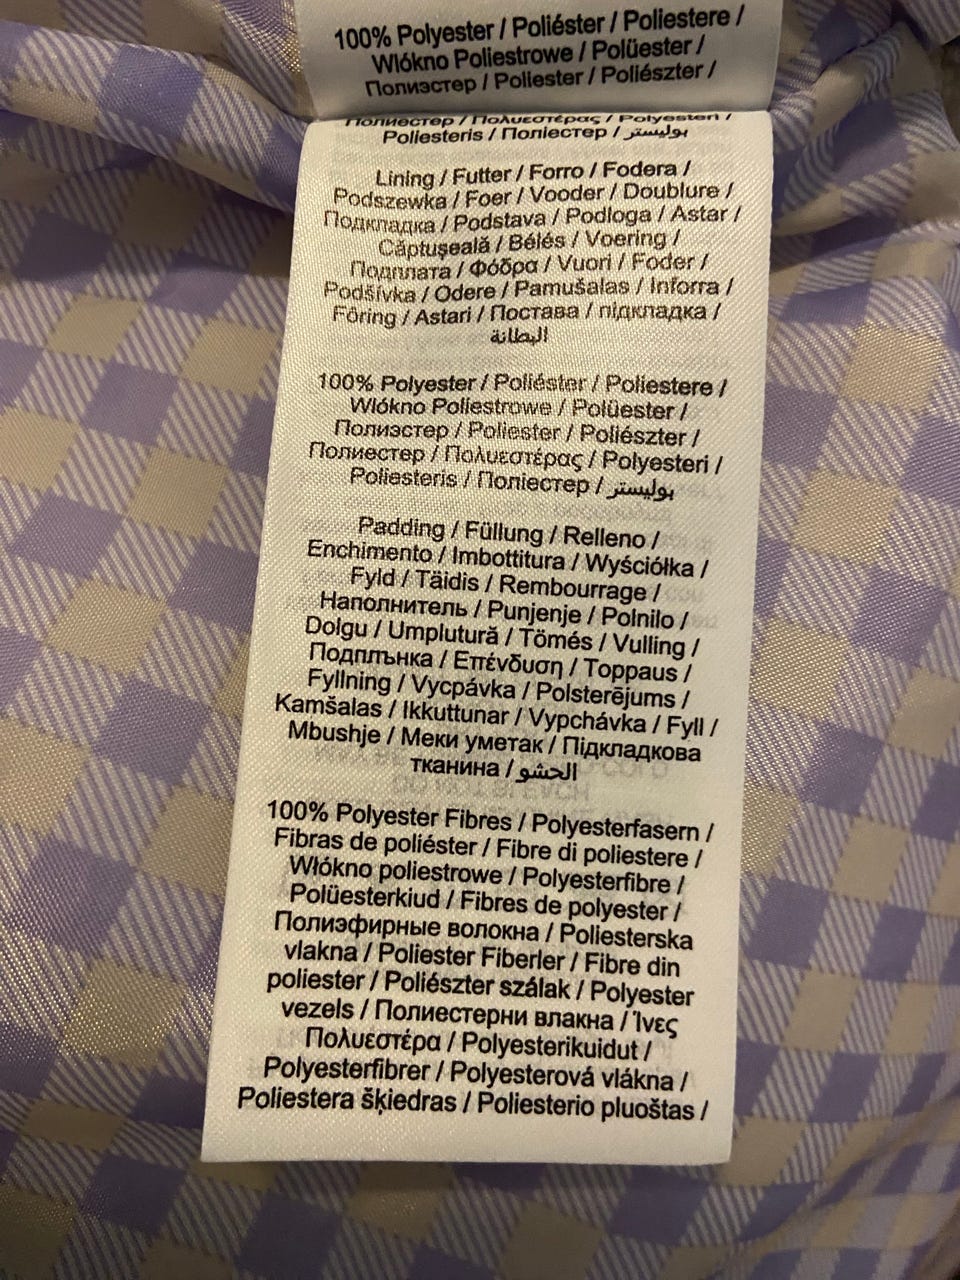 100% Polyester / Poliéster / Poliestere /
Wlókno Poliestrowe / Polüester /
Полиэстер / Poliester / Poliészter /
Полиестер / Πολυεστέρας / Polyesteri /
Poliesteris / Поліестер / بوليستر
Lining / Futter / Forro / Fodera /
Podszewka / Foer / Vooder / Doublure /
Подкладка / Podstava / Podloga / Astar /
Căptuşeală / Bélés / Voering /
Подплата / Φόδρα / Vuori / Foder /
Podšívka / Odere / Pamušalas / Inforra /
Fóring / Astari / Постава / підкладка /
البطانة
100% Polyester / Poliéster / Poliestere /
Wlókno Poliestrowe / Polüester /
Полиэстер / Poliester / Poliészter /
Полиестер / Πολυεστέρας / Polyesteri /
Poliesteris / Поліестер / بوليستر
Padding / Füllung / Relleno /
Enchimento / Imbottitura / Wyściółka /
Fyld / Täidis / Rembourrage /
Наполнитель / Punjenje / Polnilo /
Dolgu / Umplutură / Tömés / Vulling /
Подплънка / Επένδυση / Toppaus /
Fyllning / Vycpávka / Polsterējums /
Kamšalas / Ikkuttunar / Vypchávka / Fyll /
Mbushje / Меки уметак / Підкладкова
тканина / الحشو
100% Polyester Fibres / Polyesterfasern /
Fibras de poliéster / Fibre di poliestere /
Włókno poliestrowe / Polyesterfibre /
Polüesterkiud / Fibres de polyester /
Полиэфирные волокна / Poliesterska
vlakna / Poliester Fiberler / Fibre din
poliester / Poliészter szálak / Polyester
vezels / Полиестерни влакна / Ίνες
Πολυεστέρα / Polyesterikuidut /
Polyesterfibrer / Polyesterová vlákna /
Poliestera šķiedras / Poliesterio pluoštas /